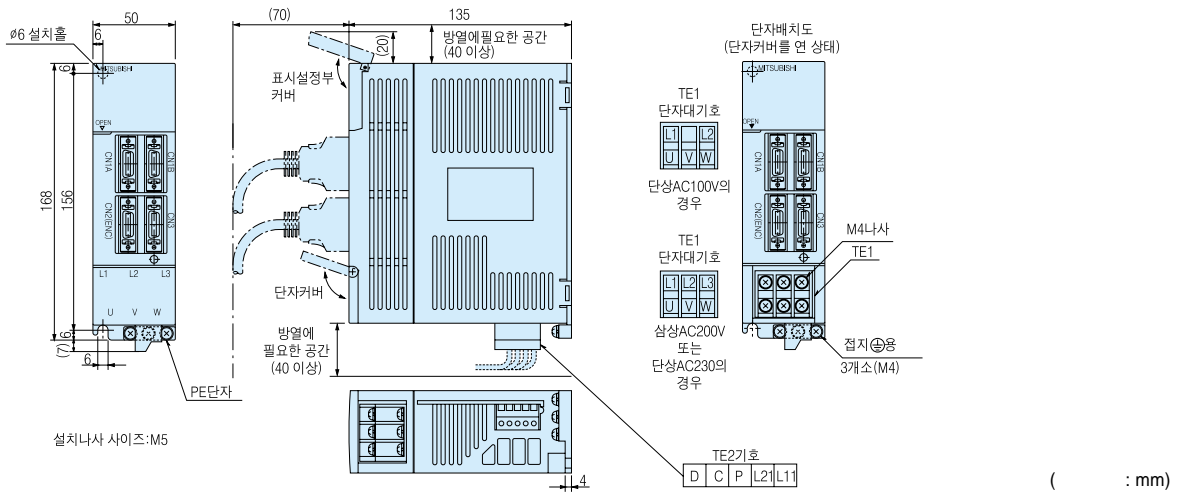 50
ø6 설치홀
6
6
MITSUBISHI
OPEN
CN1A
CN1B
CN2(ENC)
CN3
168
156
L1 L2 L3
U V W
6
(7)
6
PE단자
설치나사 사이즈:M5
(70)
135
(20)
방열에필요한 공간
(40 이상)
표시설정부
커버
단자커버
방열에
필요한 공간
(40 이상)
4
TE2기호
D C P L21 L11
TE1
단자대기호
L1 L2
U V W
단상AC100V의
경우
TE1
단자대기호
L1 L2 L3
U V W
삼상AC200V
또는
단상AC230의
경우
단자배치도
(단자커버를 연 상태)
MITSUBISHI
OPEN
CN1A
CN1B
CN2(ENC)
CN3
M4나사
TE1
접지⏚용
3개소(M4)
( : mm)